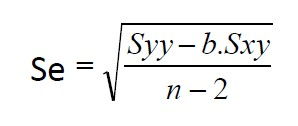 Se = √((Syy – b.Sxy) / (n – 2))